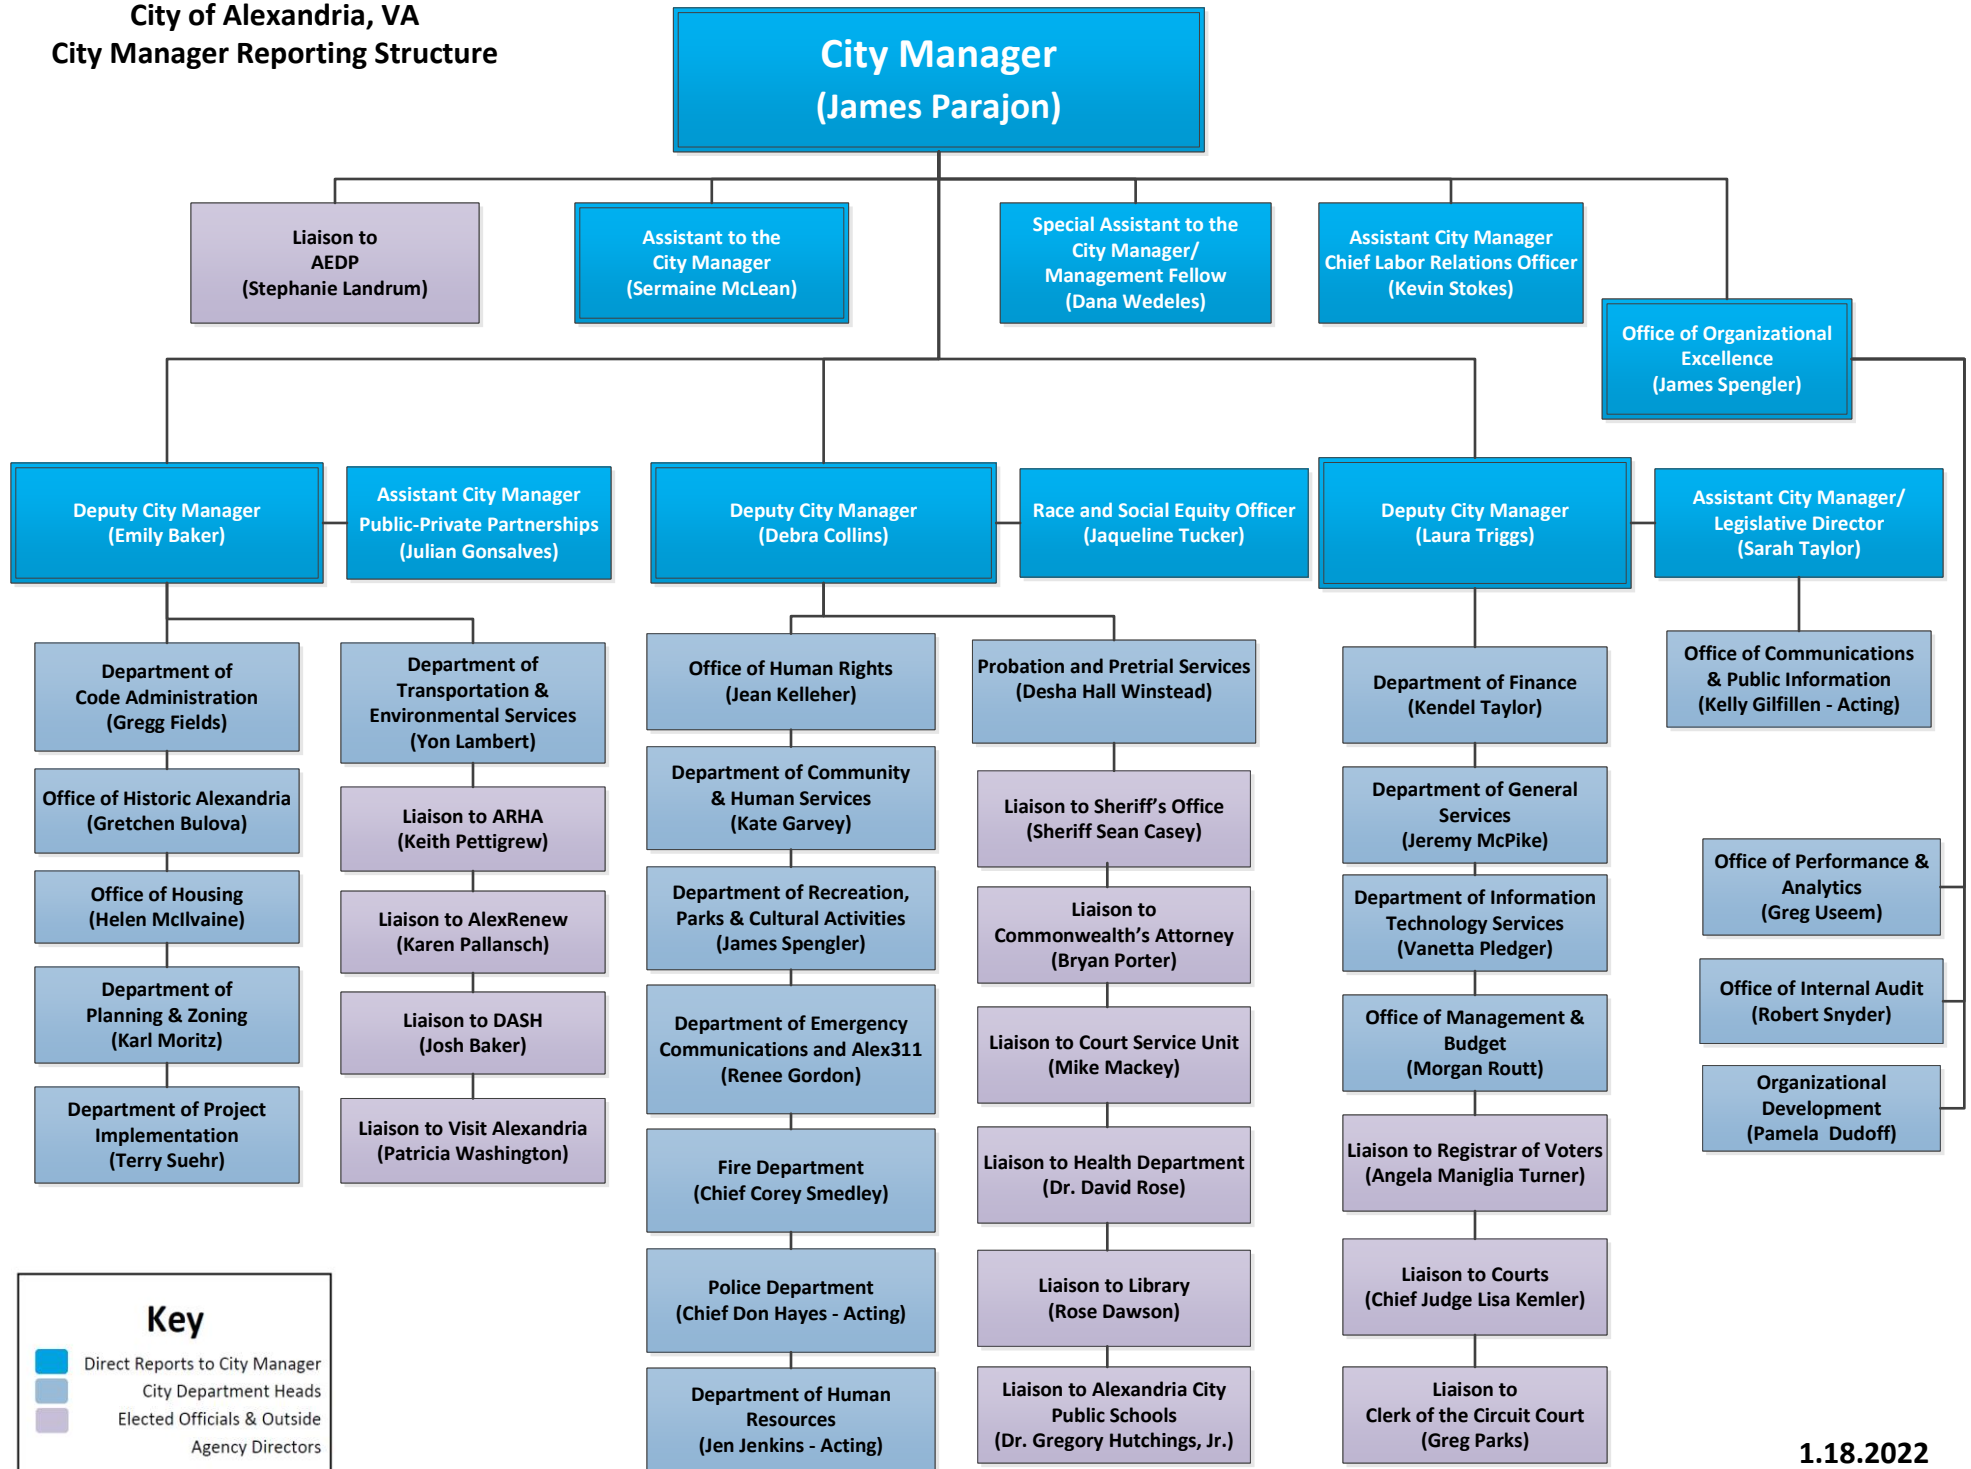 City of Alexandria, VA
City Manager Reporting Structure
City Manager
(James Parajon)
Liaison to
AEDP
(Stephanie Landrum)
Assistant to the
City Manager
(Sermaine McLean)
Special Assistant to the
City Manager/
Management Fellow
(Dana Wedeles)
Assistant City Manager
Chief Labor Relations Officer
(Kevin Stokes)
Office of Organizational
Excellence
(James Spengler)
Deputy City Manager
(Emily Baker)
Assistant City Manager
Public-Private Partnerships
(Julian Gonsalves)
Deputy City Manager
(Debra Collins)
Race and Social Equity Officer
(Jaqueline Tucker)
Deputy City Manager
(Laura Triggs)
Assistant City Manager/
Legislative Director
(Sarah Taylor)
Department of
Code Administration
(Gregg Fields)
Office of Historic Alexandria
(Gretchen Bulova)
Office of Housing
(Helen McIlvaine)
Department of
Planning & Zoning
(Karl Moritz)
Department of Project
Implementation
(Terry Suehr)
Department of
Transportation &
Environmental Services
(Yon Lambert)
Liaison to ARHA
(Keith Pettigrew)
Liaison to AlexRenew
(Karen Pallansch)
Liaison to DASH
(Josh Baker)
Liaison to Visit Alexandria
(Patricia Washington)
Office of Human Rights
(Jean Kelleher)
Department of Community
& Human Services
(Kate Garvey)
Department of Recreation,
Parks & Cultural Activities
(James Spengler)
Department of Emergency
Communications and Alex311
(Renee Gordon)
Fire Department
(Chief Corey Smedley)
Police Department
(Chief Don Hayes - Acting)
Department of Human
Resources
(Jen Jenkins - Acting)
Probation and Pretrial Services
(Desha Hall Winstead)
Liaison to Sheriff’s Office
(Sheriff Sean Casey)
Liaison to
Commonwealth’s Attorney
(Bryan Porter)
Liaison to Court Service Unit
(Mike Mackey)
Liaison to Health Department
(Dr. David Rose)
Liaison to Library
(Rose Dawson)
Liaison to Alexandria City
Public Schools
(Dr. Gregory Hutchings, Jr.)
Department of Finance
(Kendel Taylor)
Department of General
Services
(Jeremy McPike)
Department of Information
Technology Services
(Vanetta Pledger)
Office of Management &
Budget
(Morgan Routt)
Liaison to Registrar of Voters
(Angela Maniglia Turner)
Liaison to Courts
(Chief Judge Lisa Kemler)
Liaison to
Clerk of the Circuit Court
(Greg Parks)
Office of Communications
& Public Information
(Kelly Gilfillen - Acting)
Office of Performance &
Analytics
(Greg Useem)
Office of Internal Audit
(Robert Snyder)
Organizational
Development
(Pamela Dudoff)
Key
Direct Reports to City Manager
City Department Heads
Elected Officials & Outside
Agency Directors
1.18.2022